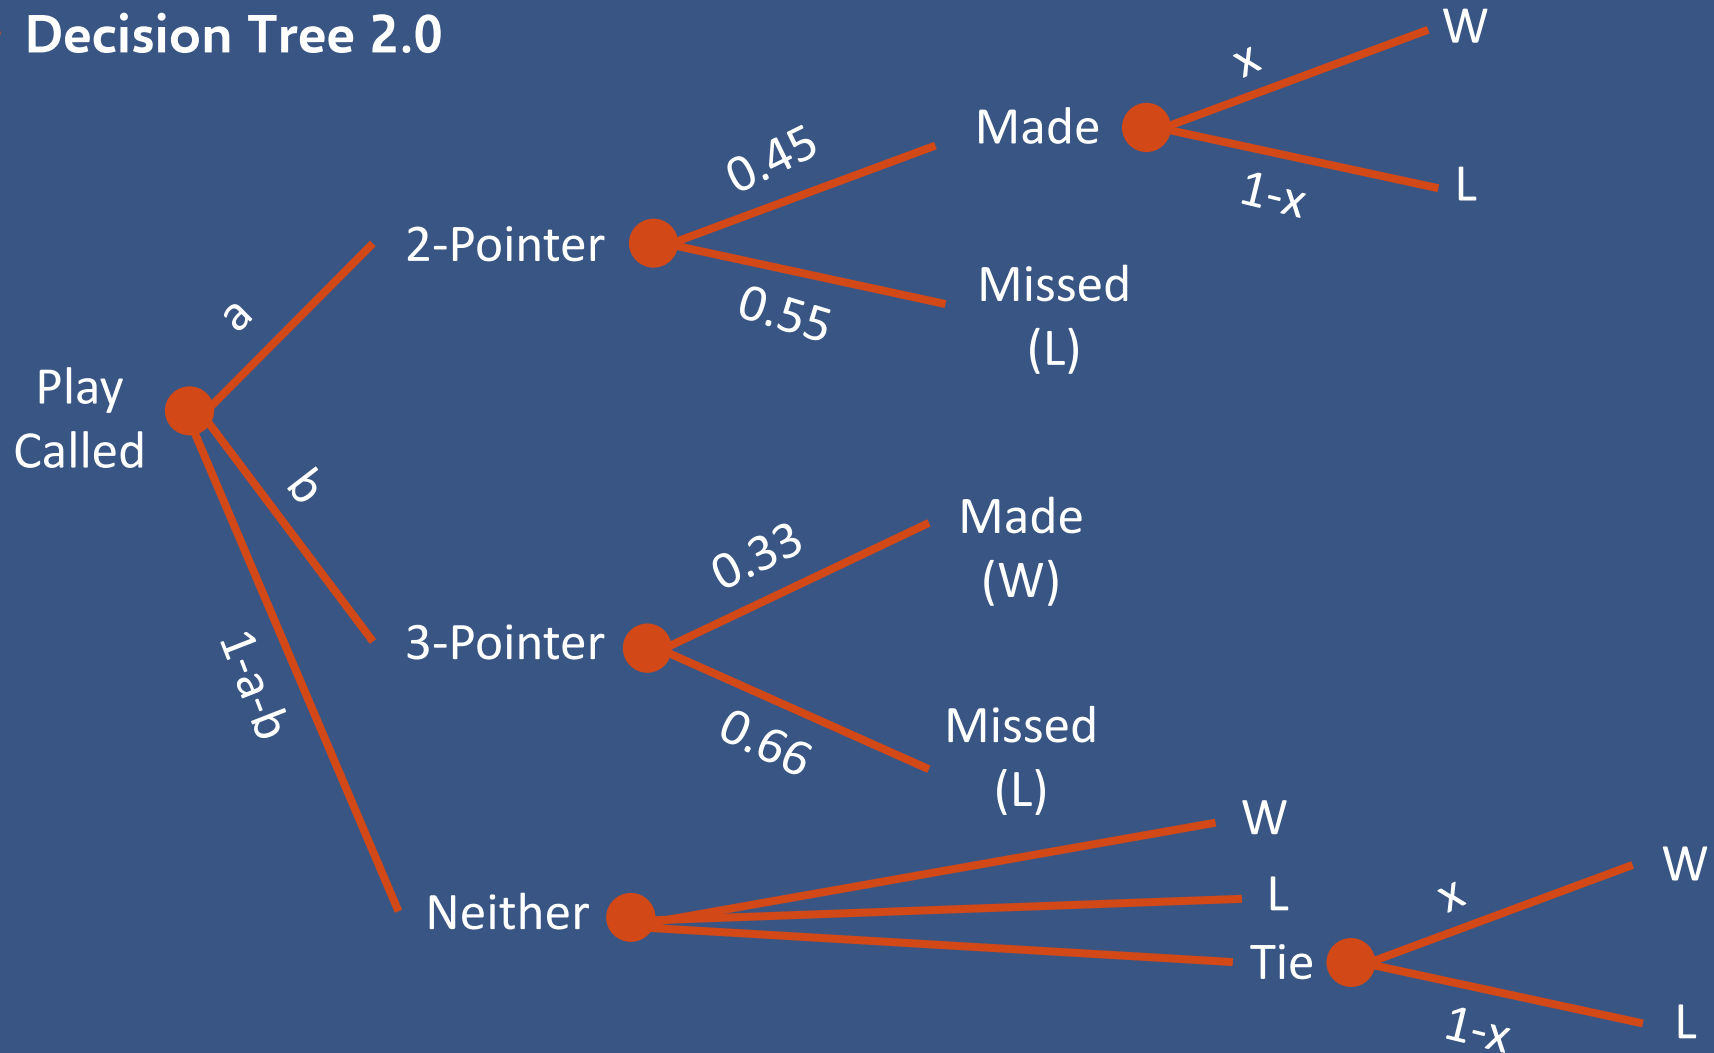 Decision Tree 2.0
Play
Called
a
b
1-a-b
2-Pointer
0.45
0.55
Made
x
1-x
W
L
Missed
(L)
3-Pointer
0.33
0.66
Made
(W)
Missed
(L)
Neither
W
L
Tie
x
1-x
W
L